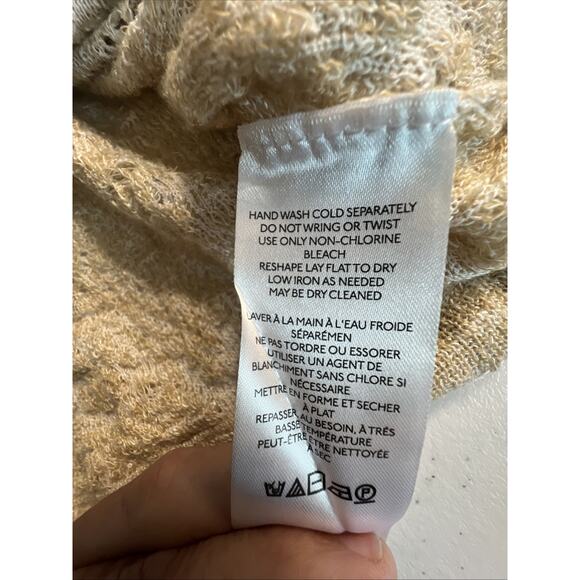 HAND WASH COLD SEPARATELY
DO NOT WRING OR TWIST
USE ONLY NON-CHLORINE
BLEACH
RESHAPE LAY FLAT TO DRY
LOW IRON AS NEEDED
MAY BE DRY CLEANED
LAVER À LA MAIN À L'EAU FROIDE
SÉPARÉMEN
NE PAS TORDRE OU ESSORER
UTILISER UN AGENT DE
BLANCHIMENT SANS CHLORE SI
NÉCESSAIRE
METTRE EN FORME ET SECHER
À PLAT
REPASSER, AU BESOIN, À TRÉS
BASSE TEMPÉRATURE
PEUT-ÊTRE ÊTRE NETTOYÉE
À SEC
P